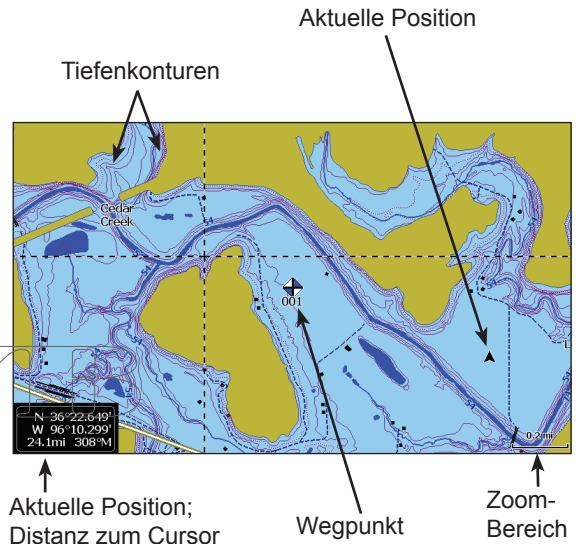 Aktuelle Position
Tiefenkonturen
Cedar
Creek
001
N 36°22.649'
W 96°10.299'
24.1mi 308°M
0,2 mi
Aktuelle Position;
Distanz zum Cursor
Wegpunkt
Zoom-
Bereich